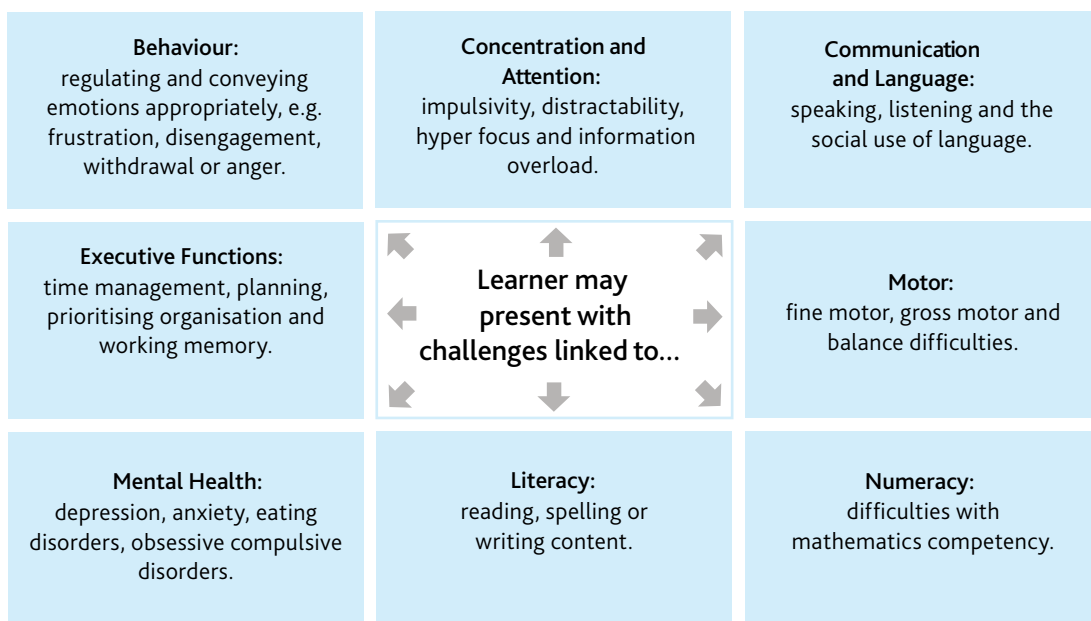 Behaviour:
regulating and conveying
emotions appropriately, e.g.
frustration, disengagement,
withdrawal or anger.
Concentration and
Attention:
impulsivity, distractability,
hyper focus and information
overload.
Communication
and Language:
speaking, listening and the
social use of language.
Executive Functions:
time management, planning,
prioritising organisation and
working memory.
Learner may
present with
challenges linked to...
Motor:
fine motor, gross motor and
balance difficulties.
Mental Health:
depression, anxiety, eating
disorders, obsessive compulsive
disorders.
Literacy:
reading, spelling or
writing content.
Numeracy:
difficulties with
mathematics competency.